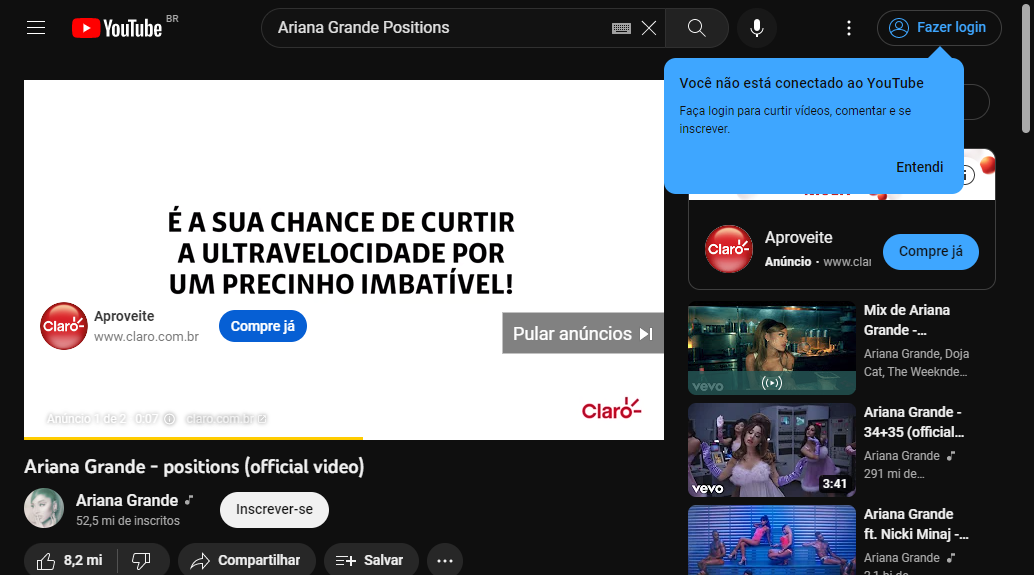 YouTube BR
Ariana Grande Positions
Fazer login
Você não está conectado ao YouTube
Faça login para curtir vídeos, comentar e se
inscrever.
Entendi
É A SUA CHANCE DE CURTIR
A ULTRAVELOCIDADE POR
UM PRECINHO IMBATÍVEL!
Claro
Aproveite
www.claro.com.br
Compre já
Pular anúncios
Anúncio 1 de 2 · 0:07
claro.com.br
Claro
Ariana Grande - positions (official video)
Ariana Grande
52,5 mi de inscritos
Inscrever-se
8,2 mi
Compartilhar
Salvar
Claro
Aproveite
Anúncio · www.clar
Compre já
vevo
Mix de Ariana
Grande -...
Ariana Grande, Doja
Cat, The Weeknde...
vevo
3:41
Ariana Grande -
34+35 (official...
Ariana Grande
291 mi de...
Ariana Grande
ft. Nicki Minaj -...
Ariana Grande